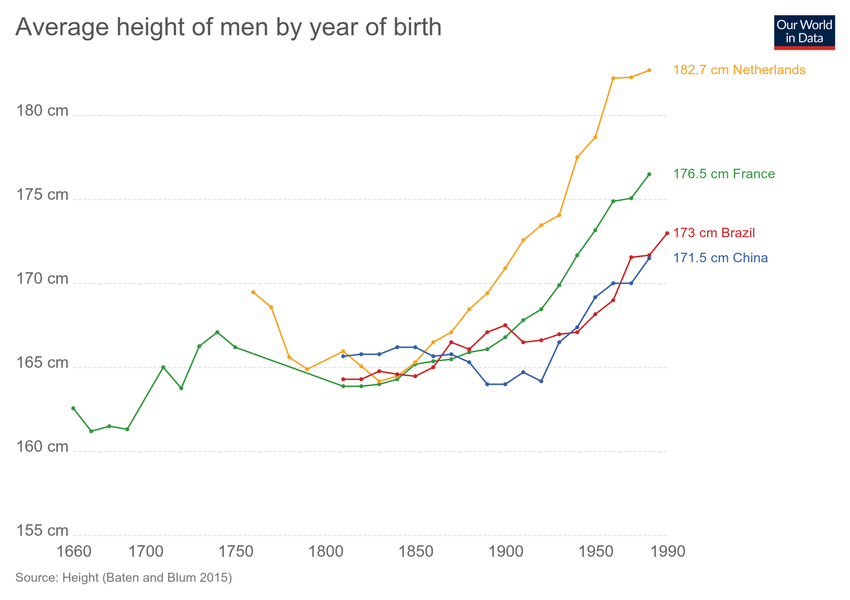 Average height of men by year of birth
Our World
in Data
182.7 cm Netherlands
180 cm
176.5 cm France
175 cm
173 cm Brazil
171.5 cm China
170 cm
165 cm
160 cm
155 cm
1660 1700 1750 1800 1850 1900 1950 1990
Source: Height (Baten and Blum 2015)